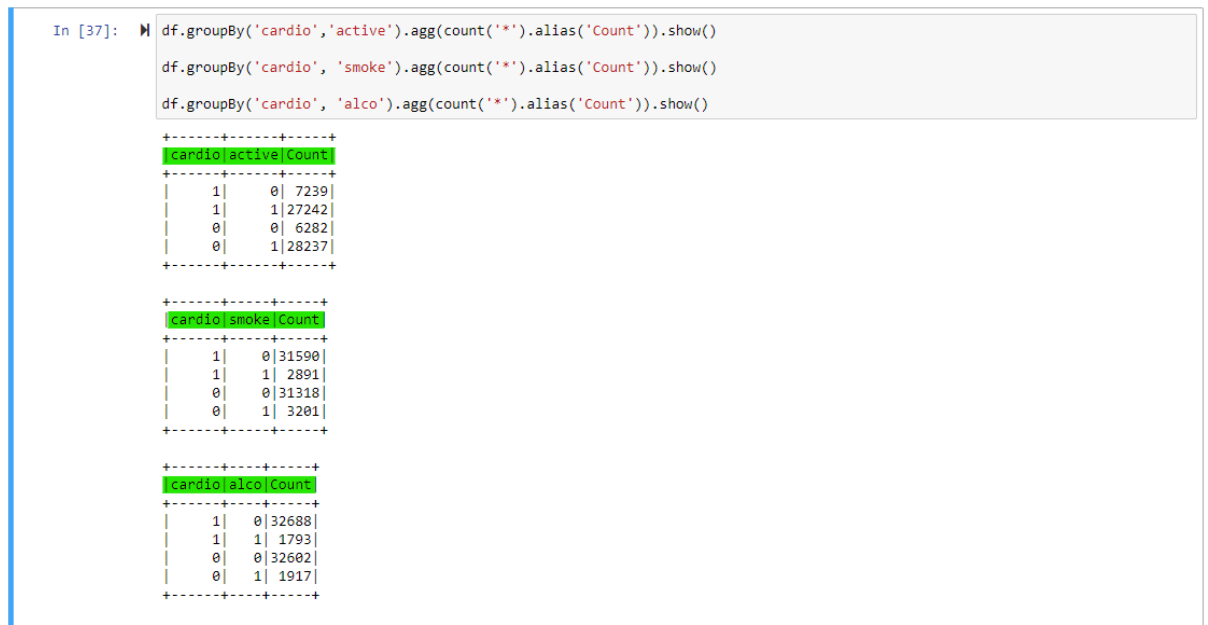 In [37]:
df.groupBy('cardio','active').agg(count('*').alias('Count')).show()
df.groupBy('cardio', 'smoke').agg(count('*').alias('Count')).show()
df.groupBy('cardio', 'alco').agg(count('*').alias('Count')).show()
+------+------+-----+
|cardio|active|Count|
+------+------+-----+
|     1|     0| 7239|
|     1|     1|27242|
|     0|     0| 6282|
|     0|     1|28237|
+------+------+-----+
+------+-----+-----+
|cardio|smoke|Count|
+------+-----+-----+
|     1|    0|31590|
|     1|    1| 2891|
|     0|    0|31318|
|     0|    1| 3201|
+------+-----+-----+
+------+----+-----+
|cardio|alco|Count|
+------+----+-----+
|     1|   0|32688|
|     1|   1| 1793|
|     0|   0|32602|
|     0|   1| 1917|
+------+----+-----+